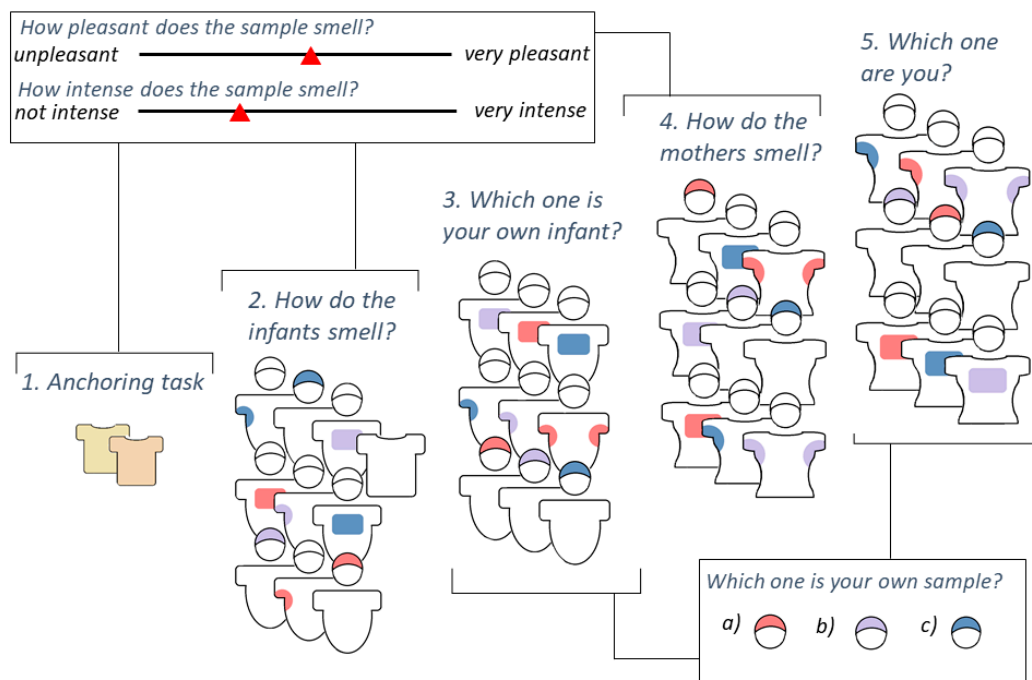 How pleasant does the sample smell?
unpleasant
very pleasant
How intense does the sample smell?
not intense
very intense
1. Anchoring task
2. How do the
infants smell?
3. Which one is
your own infant?
4. How do the
mothers smell?
5. Which one
are you?
Which one is your own sample?
a)
b)
c)